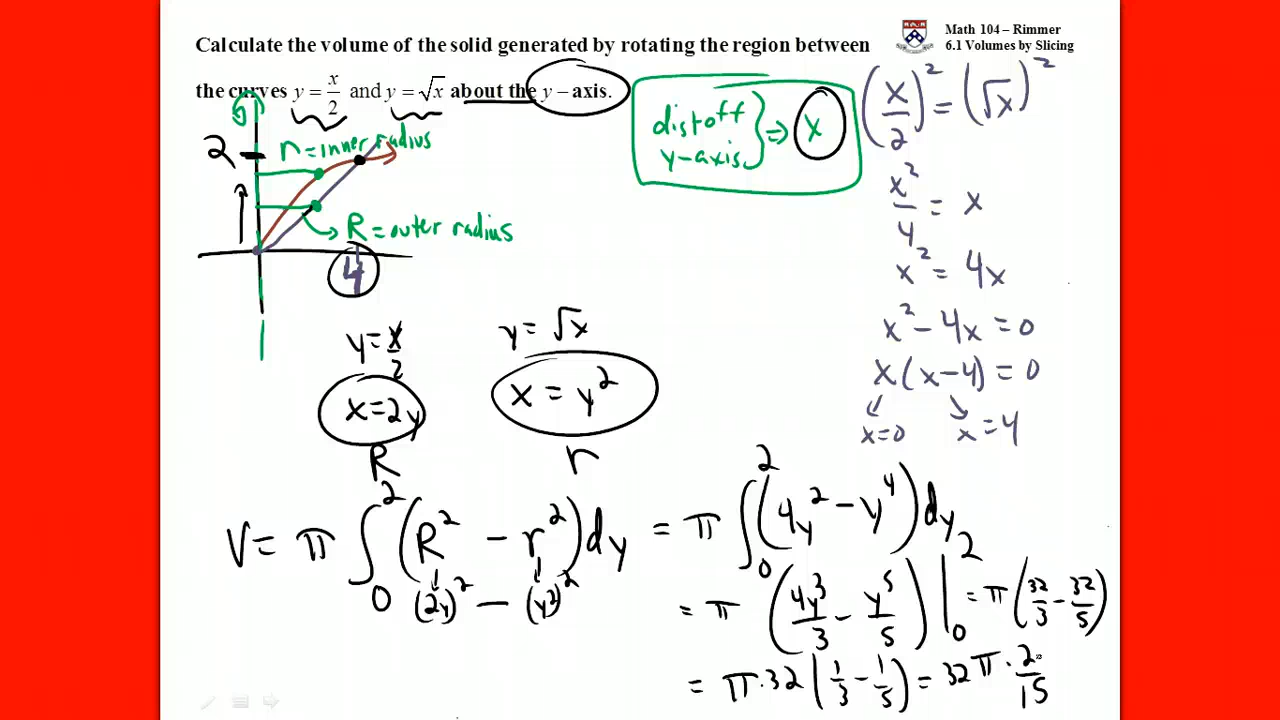 Math 104 – Rimmer
6.1 Volumes by Slicing
Calculate the volume of the solid generated by rotating the region between
the curves y = x/2 and y = √x about the y – axis.
dist off
y-axis } ⇒ x
(x/2)² = (√x)²
x²/4 = x
x² = 4x
x² − 4x = 0
x(x−4) = 0
x=0 x=4
2
r = inner radius
R = outer radius
4
y = x/2
x = 2y
R
y = √x
x = y²
r
V = π ∫₀² (R² − r²) dy = π ∫₀² (4y² − y⁴) dy
(2y)² − (y²)²
= π (4y³/3 − y⁵/5) |₀² = π (32/3 − 32/5)
= π·32 (1/3 − 1/5) = 32π · 2/15